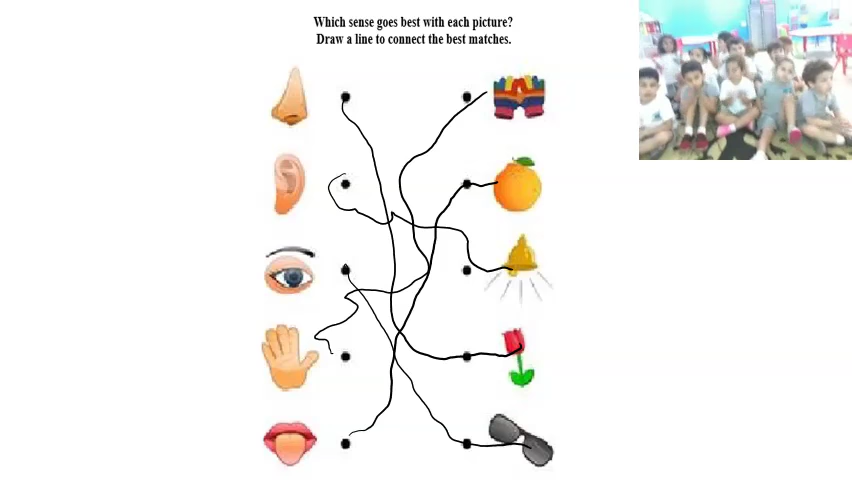 Which sense goes best with each picture?
Draw a line to connect the best matches.